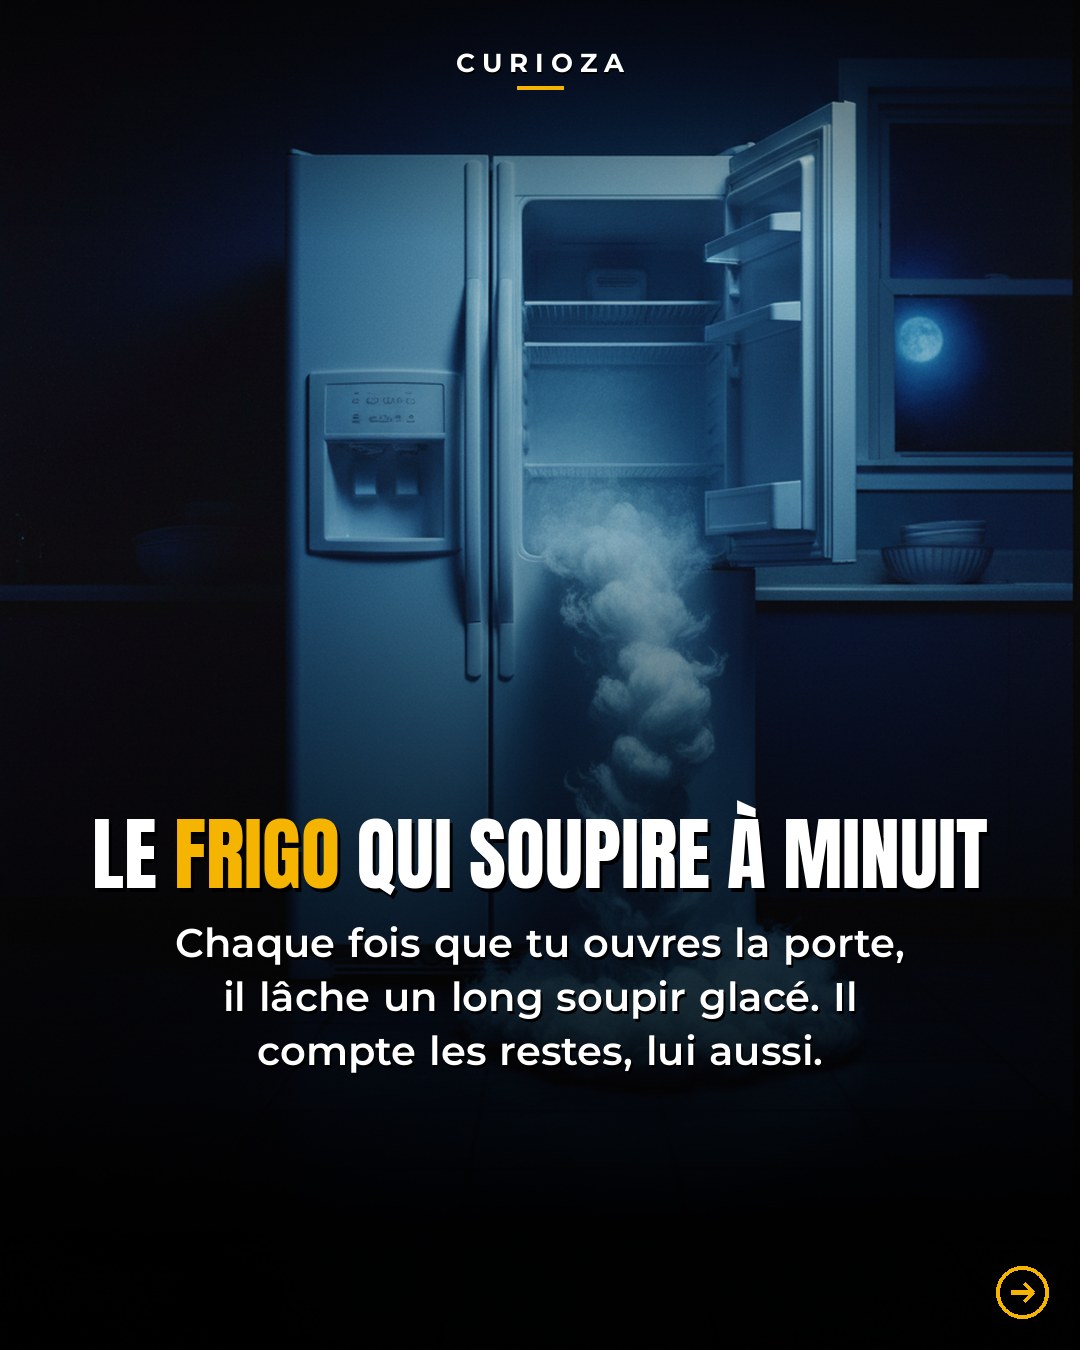 CURIOZA
LE FRIGO QUI SOUPIRE À MINUIT
Chaque fois que tu ouvres la porte,
il lâche un long soupir glacé. Il
compte les restes, lui aussi.